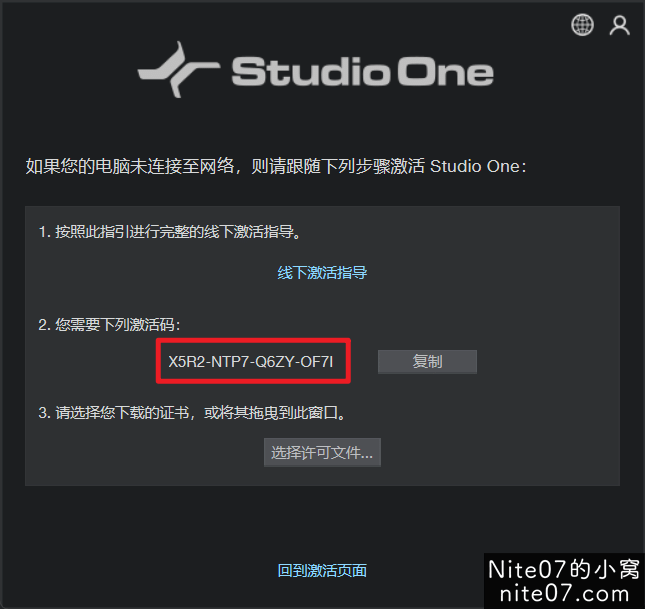 Studio One
如果您的电脑未连接至网络，则请跟随下列步骤激活 Studio One：
1. 按照此指引进行完整的线下激活指导。
线下激活指导
2. 您需要下列激活码：
X5R2-NTP7-Q6ZY-OF7I
复制
3. 请选择您下载的证书，或将其拖曳到此窗口。
选择许可文件...
回到激活页面
Nite07的小窝
nite07.com